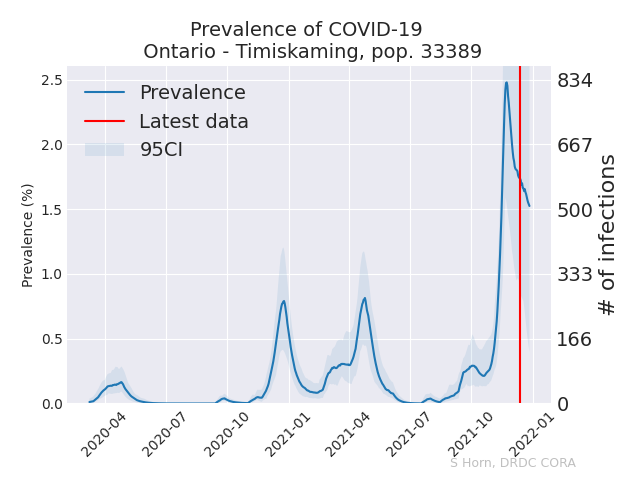 Prevalence of COVID-19
Ontario - Timiskaming, pop. 33389
Prevalence
Latest data
95CI
Prevalence (%)
2.5
2.0
1.5
1.0
0.5
0.0
834
667
500
333
166
0
# of infections
2020-04
2020-07
2020-10
2021-01
2021-04
2021-07
2021-10
2022-01
S Horn, DRDC CORA